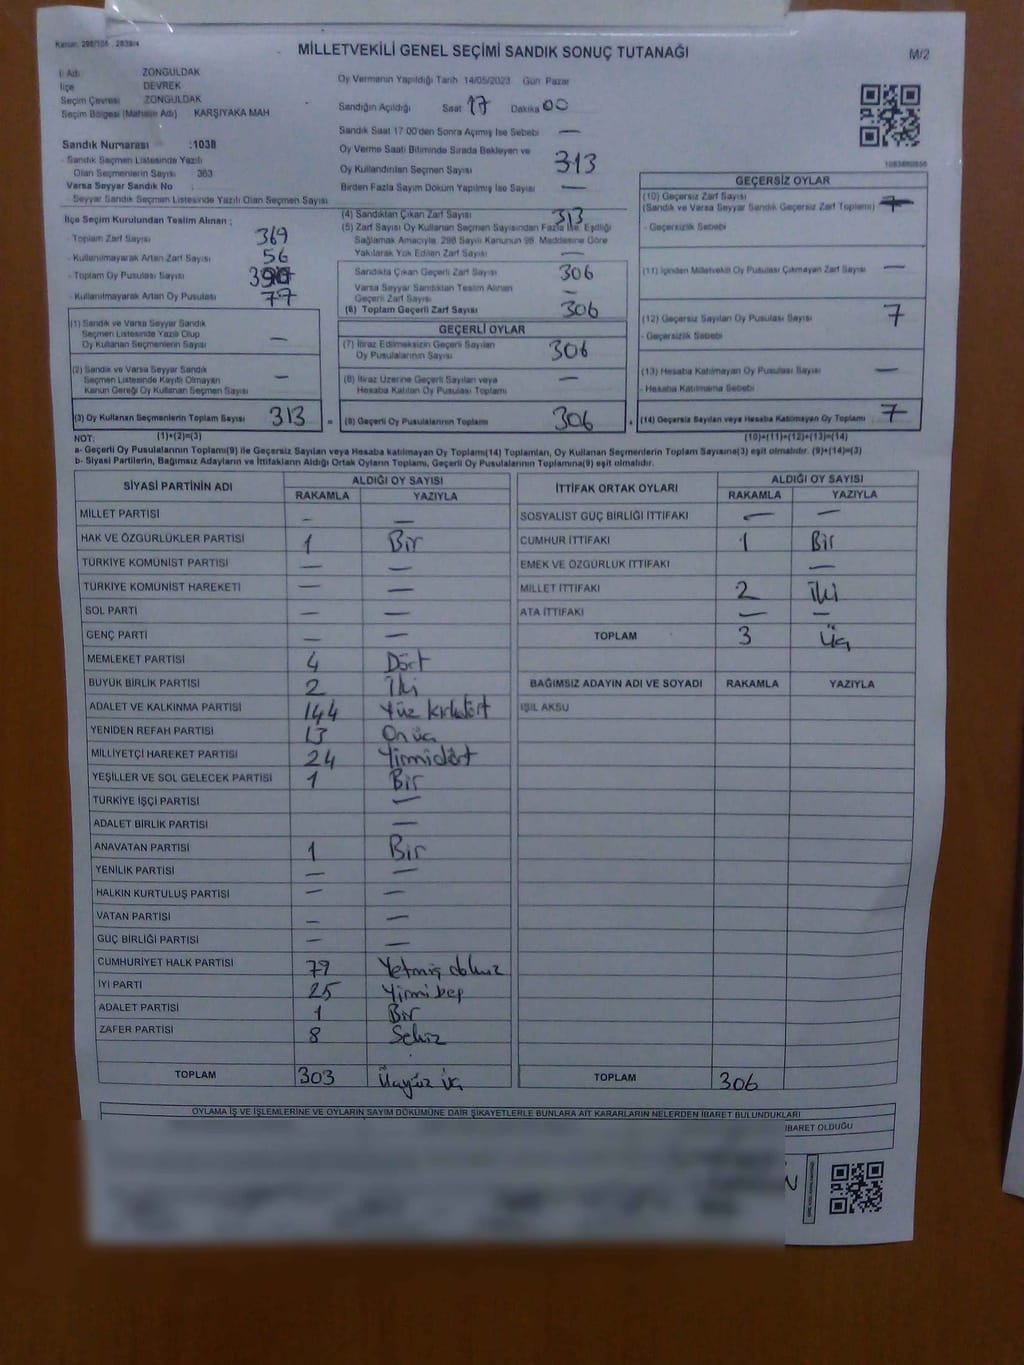 Kanun: 298/105 , 2839/4
MİLLETVEKİLİ GENEL SEÇİMİ SANDIK SONUÇ TUTANAĞI
M/2
İl Adı ZONGULDAK
İlçe DEVREK
Seçim Çevresi ZONGULDAK
Seçim Bölgesi (Mahalle Adı) KARŞIYAKA MAH
Oy Vermenin Yapıldığı Tarih 14/05/2023 Gün Pazar
Sandığın Açıldığı Saat 17 Dakika 00
Sandık Saat 17 00'den Sonra Açımış İse Sebebi —
Sandık Numarası :1038
Sandık Seçmen Listesinde Yazılı
Olan Seçmenlerin Sayısı 363
Varsa Seyyar Sandık No
Seyyar Sandık Seçmen Listesinde Yazılı Olan Seçmen Sayısı
Oy Verme Saati Bitiminde Sırada Bekleyen ve
Oy Kullandırılan Seçmen Sayısı 313
Birden Fazla Sayım Döküm Yapılmış İse Sayısı —
İlçe Seçim Kurulundan Teslim Alınan ;
- Toplam Zarf Sayısı 369
- Kullanılmayarak Artan Zarf Sayısı 56
- Toplam Oy Pusulası Sayısı
- Kullanılmayarak Artan Oy Pusulası 77
(4) Sandıktan Çıkan Zarf Sayısı 313
(5) Zarf Sayısı Oy Kullanan Seçmen Sayısından Fazla İse, Eşitliği
Sağlamak Amacıyla, 298 Sayılı Kanunun 98. Maddesine Göre
Yakılarak Yok Edilen Zarf Sayısı —
Sandıkta Çıkan Geçerli Zarf Sayısı 306
Varsa Seyyar Sandıktan Teslim Alınan
Geçerli Zarf Sayısı —
(6) Toplam Geçerli Zarf Sayısı 306
GEÇERSİZ OYLAR
(10) Geçersiz Zarf Sayısı
(Sandık ve Varsa Seyyar Sandık Geçersiz Zarf Toplamı)
- Geçersizlik Sebebi
(11) İçinden Milletvekili Oy Pusulası Çıkmayan Zarf Sayısı —
(12) Geçersiz Sayılan Oy Pusulası Sayısı 7
- Geçersizlik Sebebi
(13) Hesaba Katılmayan Oy Pusulası Sayısı —
- Hesaba Katılmama Sebebi
(1) Sandık ve Varsa Seyyar Sandık
Seçmen Listesinde Yazılı Olup
Oy Kullanan Seçmenlerin Sayısı —
(2) Sandık ve Varsa Seyyar Sandık
Seçmen Listesinde Kayıtlı Olmayan
Kanun Gereği Oy Kullanan Seçmen Sayısı —
GEÇERLİ OYLAR
(7) İtiraz Edilmeksizin Geçerli Sayılan
Oy Pusulalarının Sayısı 306
(8) İtiraz Üzerine Geçerli Sayılan veya
Hesaba Katılan Oy Pusulası Toplamı —
(3) Oy Kullanan Seçmenlerin Toplam Sayısı 313 =
(9) Geçerli Oy Pusulalarının Toplamı 306 +
(14) Geçersiz Sayılan veya Hesaba Katılmayan Oy Toplamı 7
NOT: (1)+(2)=(3) (10)+(11)+(12)+(13)=(14)
a- Geçerli Oy Pusulalarının Toplamı(9) ile Geçersiz Sayılan veya Hesaba katılmayan Oy Toplamı(14) Toplamları, Oy Kullanan Seçmenlerin Toplam Sayısına(3) eşit olmalıdır. (9)+(14)=(3)
b- Siyasi Partilerin, Bağımsız Adayların ve İttifakların Aldığı Ortak Oyların Toplamı, Geçerli Oy Pusulalarının Toplamına(9) eşit olmalıdır.
SİYASİ PARTİNİN ADI ALDIĞI OY SAYISI
RAKAMLA YAZIYLA
MİLLET PARTİSİ — —
HAK VE ÖZGÜRLÜKLER PARTİSİ 1 Bir
TÜRKİYE KOMÜNİST PARTİSİ — —
TÜRKİYE KOMÜNİST HAREKETİ — —
SOL PARTİ — —
GENÇ PARTİ — —
MEMLEKET PARTİSİ 4 Dört
BÜYÜK BİRLİK PARTİSİ 2 İki
ADALET VE KALKINMA PARTİSİ 144 Yüz kırkdört
YENİDEN REFAH PARTİSİ 13 Onüç
MİLLİYETÇİ HAREKET PARTİSİ 24 Yirmidört
YEŞİLLER VE SOL GELECEK PARTİSİ 1 Bir
TÜRKİYE İŞÇİ PARTİSİ —
ADALET BİRLİK PARTİSİ —
ANAVATAN PARTİSİ 1 Bir
YENİLİK PARTİSİ — —
HALKIN KURTULUŞ PARTİSİ — —
VATAN PARTİSİ — —
GÜÇ BİRLİĞİ PARTİSİ — —
CUMHURİYET HALK PARTİSİ 79 Yetmiş dokuz
İYİ PARTİ 25 Yirmi beş
ADALET PARTİSİ 1 Bir
ZAFER PARTİSİ 8 Sekiz
TOPLAM 303 Üçyüz üç
İTTİFAK ORTAK OYLARI ALDIĞI OY SAYISI
RAKAMLA YAZIYLA
SOSYALİST GÜÇ BİRLİĞİ İTTİFAKI — —
CUMHUR İTTİFAKI 1 Bir
EMEK VE ÖZGÜRLÜK İTTİFAKI —
MİLLET İTTİFAKI 2 İki
ATA İTTİFAKI — —
TOPLAM 3 Üç
BAĞIMSIZ ADAYIN ADI VE SOYADI RAKAMLA YAZIYLA
IŞIL AKSU
TOPLAM 306
OYLAMA İŞ VE İŞLEMLERİNE VE OYLARIN SAYIM DÖKÜMÜNE DAİR ŞİKAYETLERLE BUNLARA AİT KARARLARIN NELERDEN İBARET BULUNDUKLARI
İBARET OLDUĞU